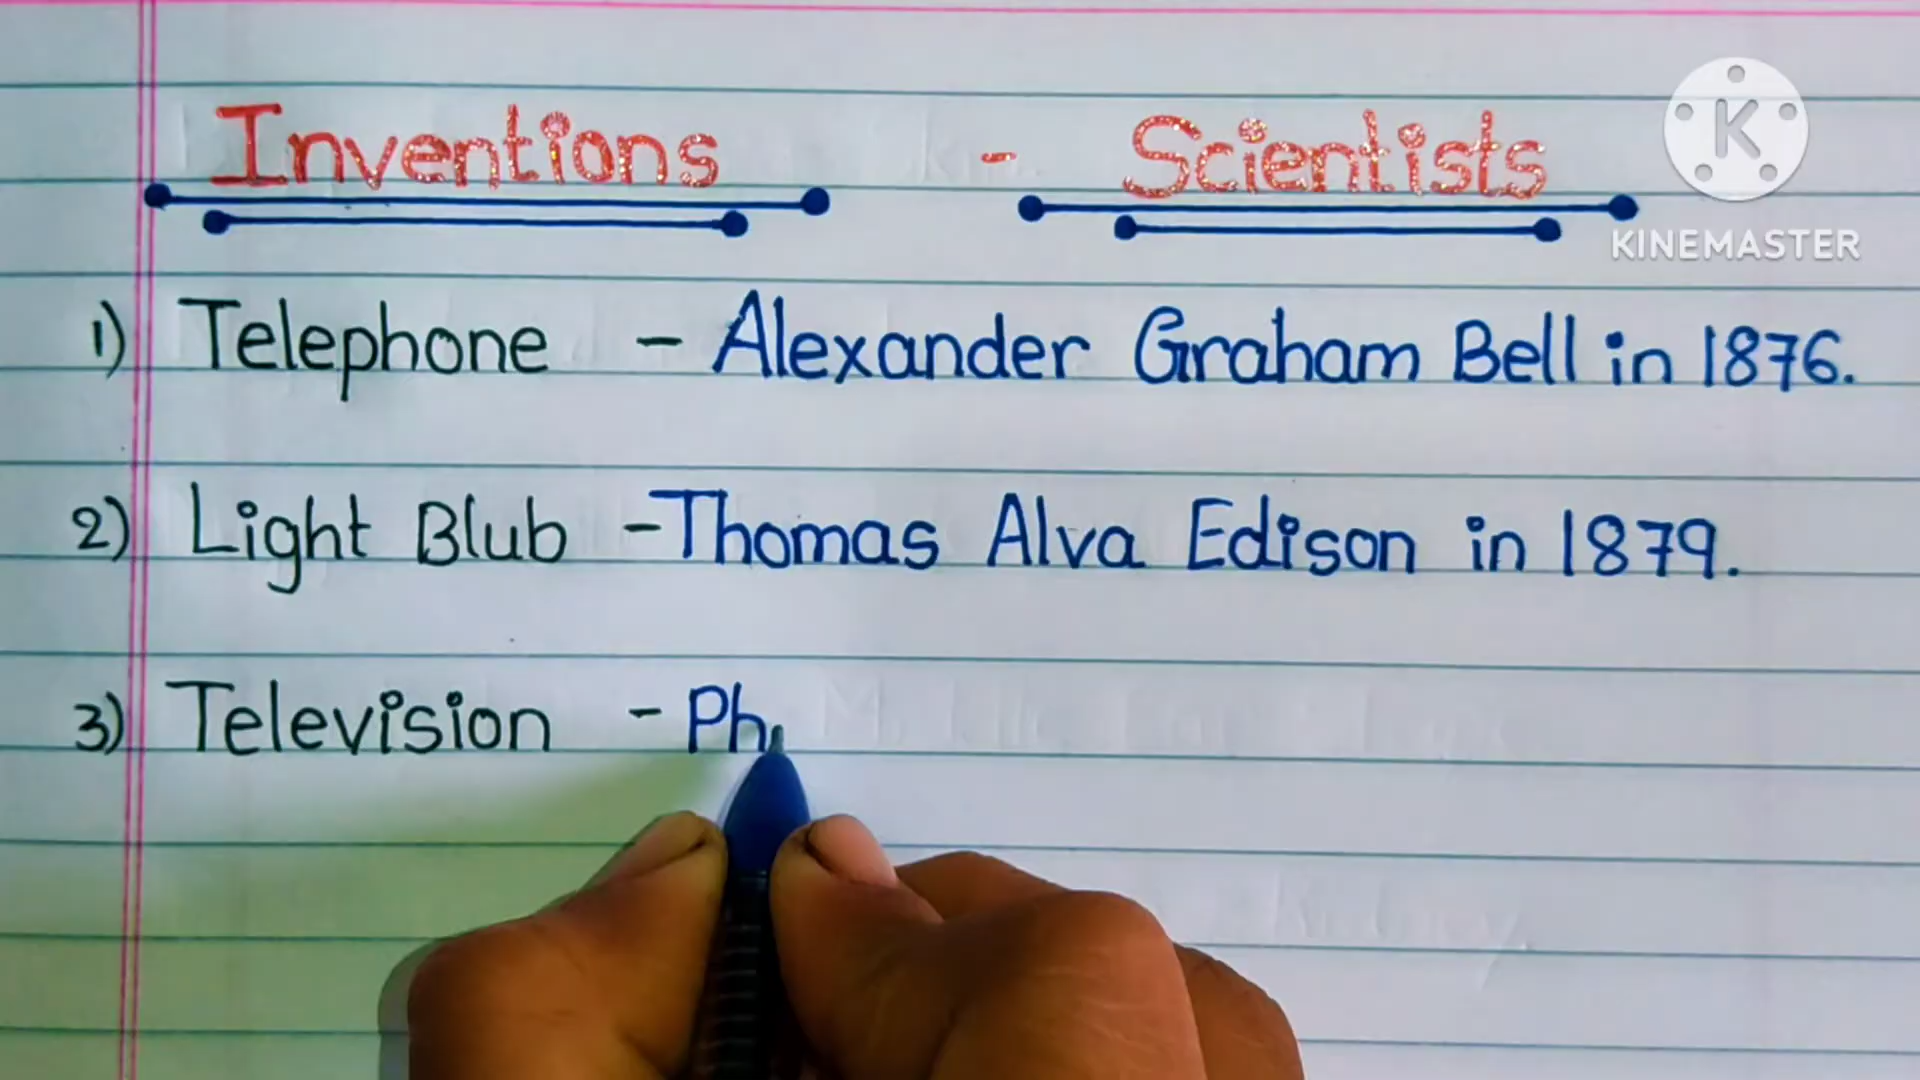 Inventions - Scientists
KINEMASTER
1) Telephone - Alexander Graham Bell in 1876.
2) Light Blub - Thomas Alva Edison in 1879.
3) Television - Ph